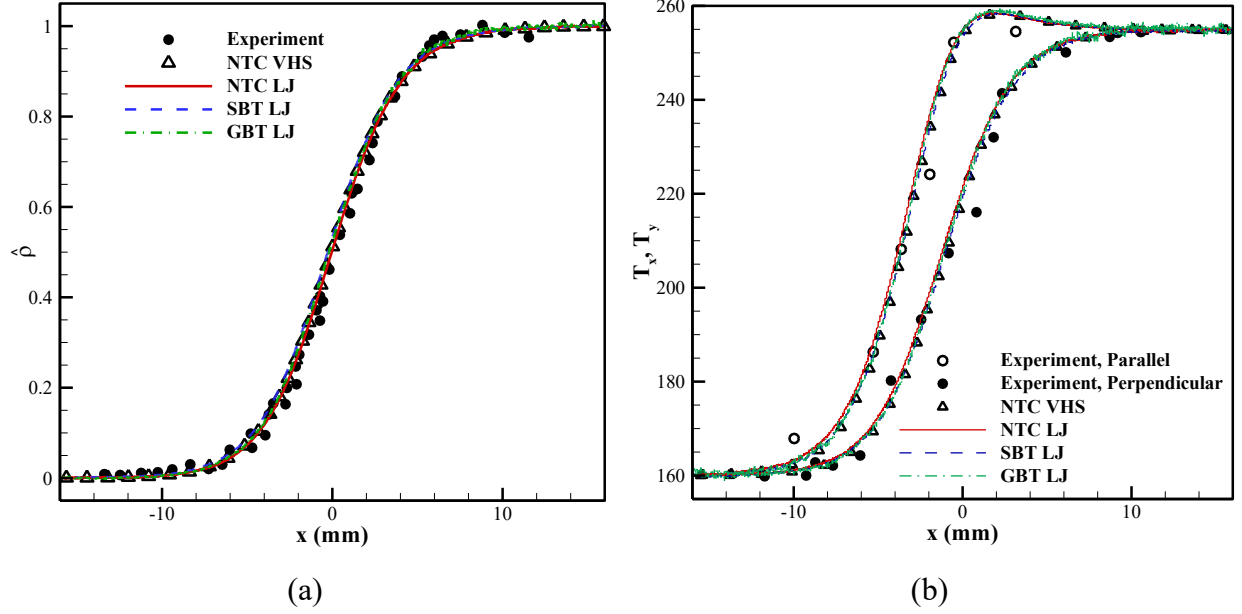 1
0.8
0.6
0.4
0.2
0
ρ̂
-10
0
10
x (mm)
Experiment
NTC VHS
NTC LJ
SBT LJ
GBT LJ
(a)
260
240
220
200
180
160
T_x, T_y
-10
0
10
x (mm)
Experiment, Parallel
Experiment, Perpendicular
NTC VHS
NTC LJ
SBT LJ
GBT LJ
(b)